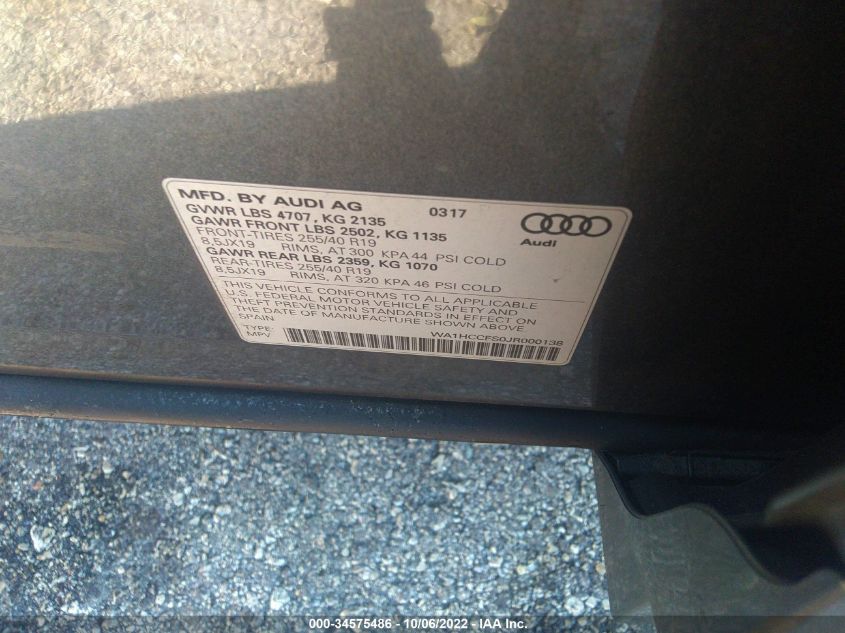 MFD. BY AUDI AG 0317
GVWR LBS 4707, KG 2135
GAWR FRONT LBS 2502, KG 1135
FRONT-TIRES 255/40 R19
8,5JX19 RIMS, AT 300 KPA 44 PSI COLD
GAWR REAR LBS 2359, KG 1070
REAR-TIRES 255/40 R19
8,5JX19 RIMS, AT 320 KPA 46 PSI COLD
Audi
THIS VEHICLE CONFORMS TO ALL APPLICABLE
U.S. FEDERAL MOTOR VEHICLE SAFETY AND
THEFT PREVENTION STANDARDS IN EFFECT ON
THE DATE OF MANUFACTURE SHOWN ABOVE
SPAIN
WA1HCCFS0JR000138
TYPE:
MPV
000-34575486 - 10/06/2022 - IAA Inc.